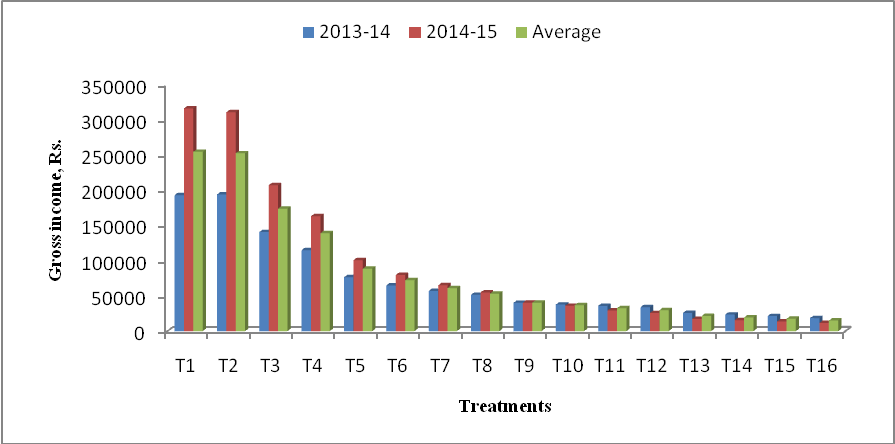 2013-14 2014-15 Average
350000
300000
250000
200000
150000
100000
50000
0
Gross income, Rs.
T1 T2 T3 T4 T5 T6 T7 T8 T9 T10 T11 T12 T13 T14 T15 T16
Treatments